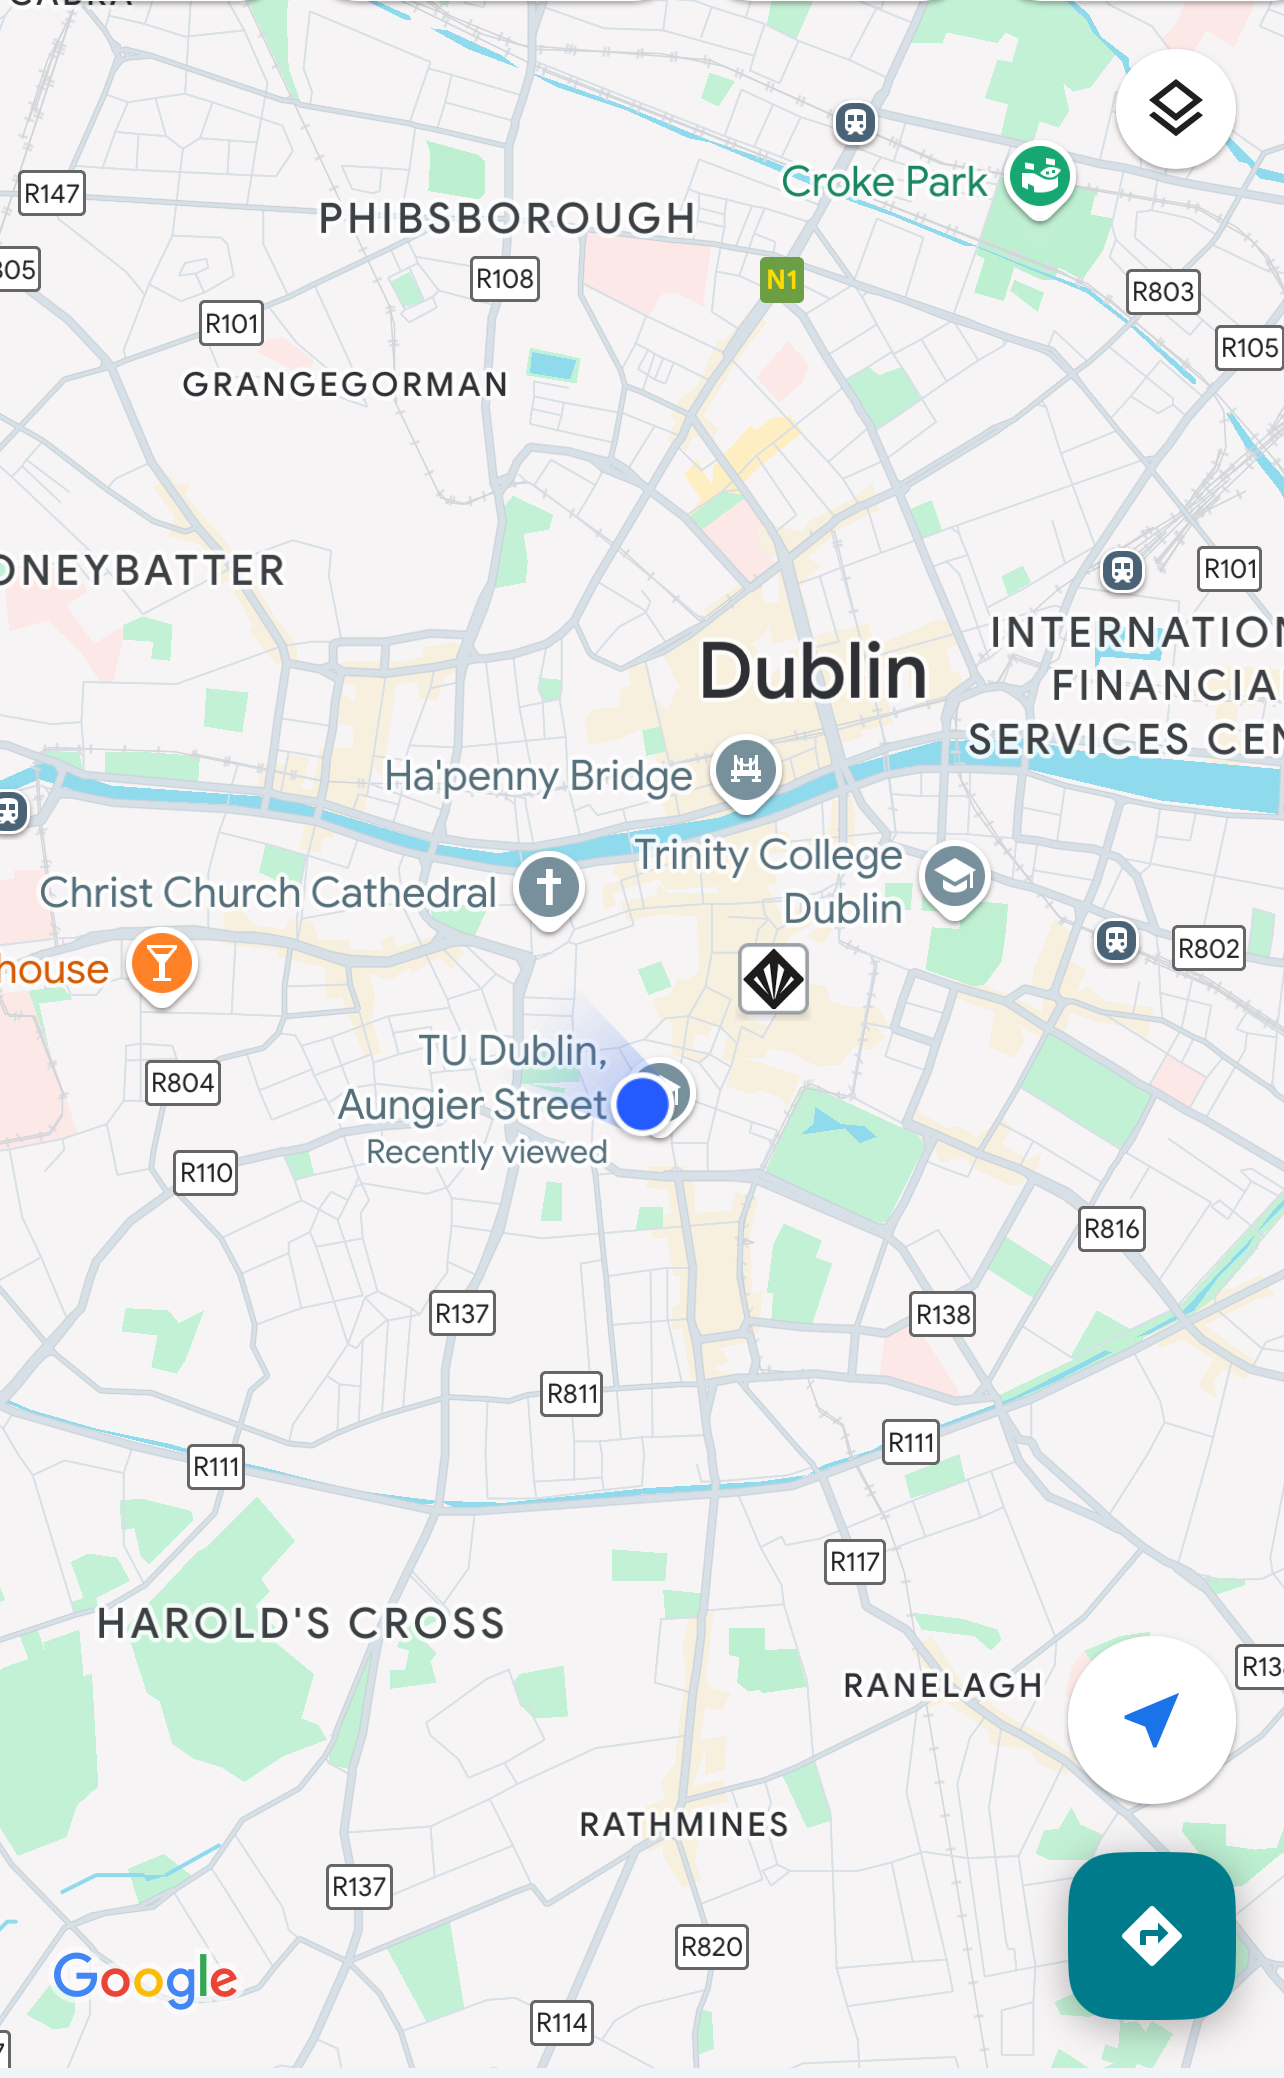 Croke Park
R147
PHIBSBOROUGH
R108
N1
R803
R101
R105
GRANGEGORMAN
ONEYBATTER
R101
INTERNATION
FINANCIA
SERVICES CEN
Dublin
Ha'penny Bridge
Trinity College
Dublin
Christ Church Cathedral
R802
house
TU Dublin,
Aungier Street
Recently viewed
R804
R110
R816
R137
R138
R811
R111
R111
R117
HAROLD'S CROSS
RANELAGH
R13
RATHMINES
R137
R820
Google
R114